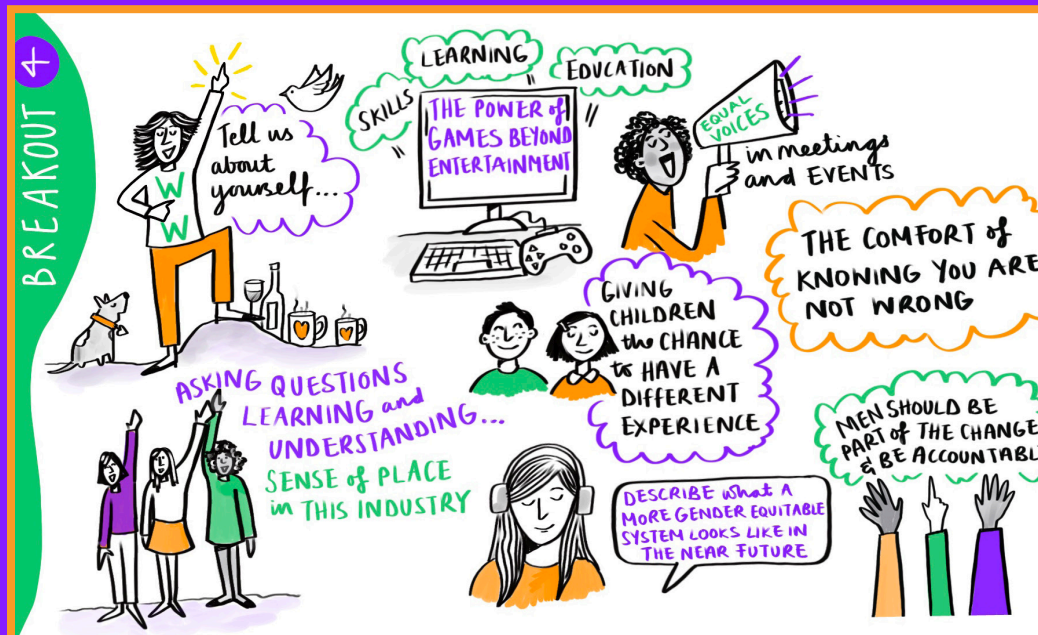 BREAKOUT 4
Tell us
about
yourself...
W
W
SKILLS
LEARNING
EDUCATION
THE POWER of
GAMES BEYOND
ENTERTAINMENT
EQUAL
VOICES
in meetings
and EVENTS
THE COMFORT of
KNONING YOU ARE
NOT WRONG
GIVING
CHILDREN
the CHANCE
to HAVE A
DIFFERENT
EXPERIENCE
ASKING QUESTIONS
LEARNING and
UNDERSTANDING...
SENSE of PLACE
in THIS INDUSTRY
DESCRIBE what A
MORE GENDER EQUITABLE
SYSTEM LOOKS LIKE IN
THE NEAR FUTURE
MEN SHOULD BE
PART of THE CHANGE
& BE ACCOUNTABL